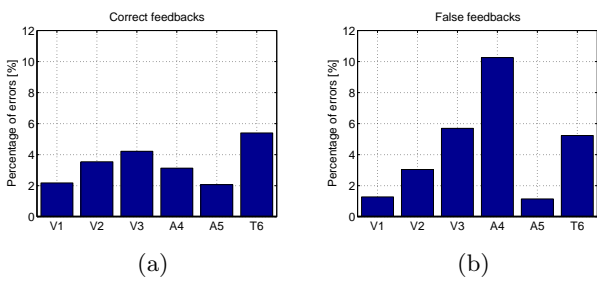 Correct feedbacks
12
10
8
6
4
2
0
Percentage of errors [%]
V1 V2 V3 A4 A5 T6
(a)
False feedbacks
12
10
8
6
4
2
0
Percentage of errors [%]
V1 V2 V3 A4 A5 T6
(b)